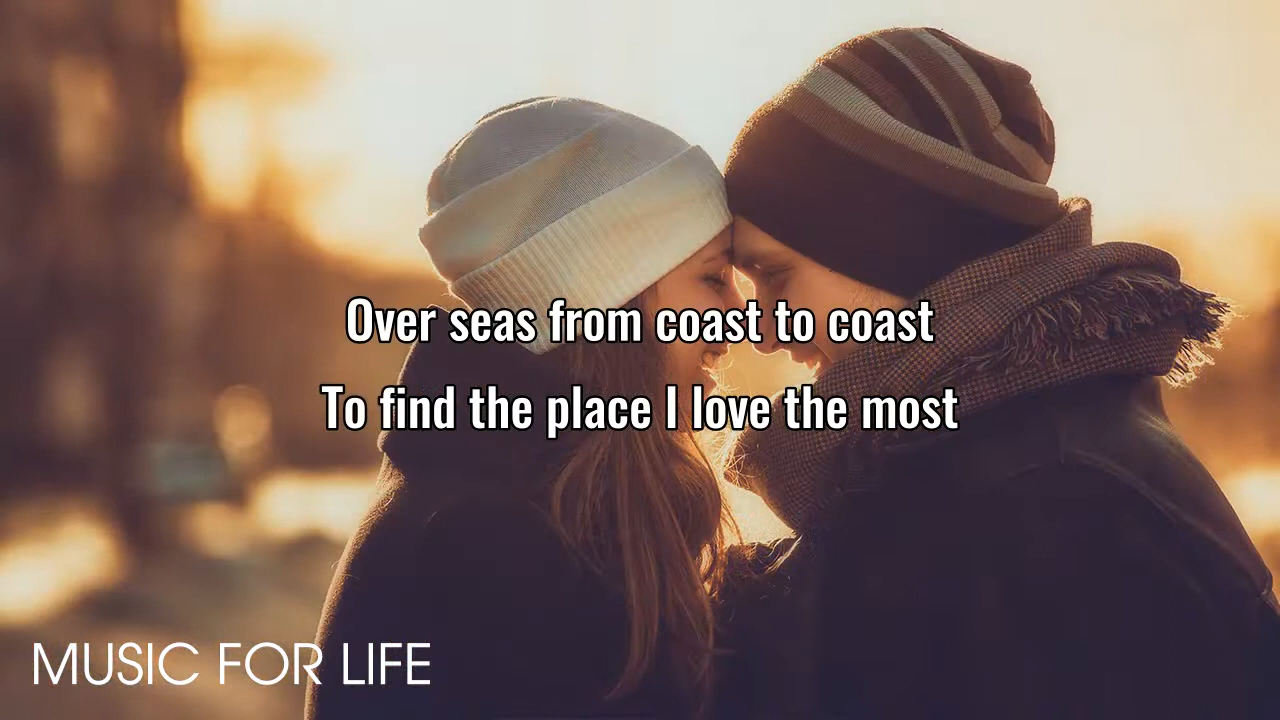 Over seas from coast to coast
To find the place I love the most
MUSIC FOR LIFE